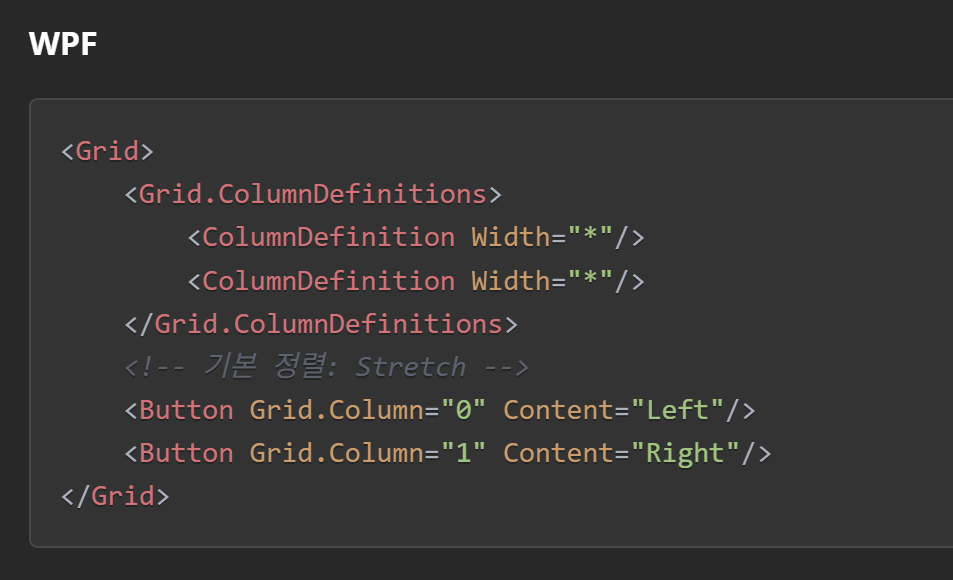 WPF
<Grid>
    <Grid.ColumnDefinitions>
        <ColumnDefinition Width="*"/>
        <ColumnDefinition Width="*"/>
    </Grid.ColumnDefinitions>
    <!-- 기본 정렬: Stretch -->
    <Button Grid.Column="0" Content="Left"/>
    <Button Grid.Column="1" Content="Right"/>
</Grid>